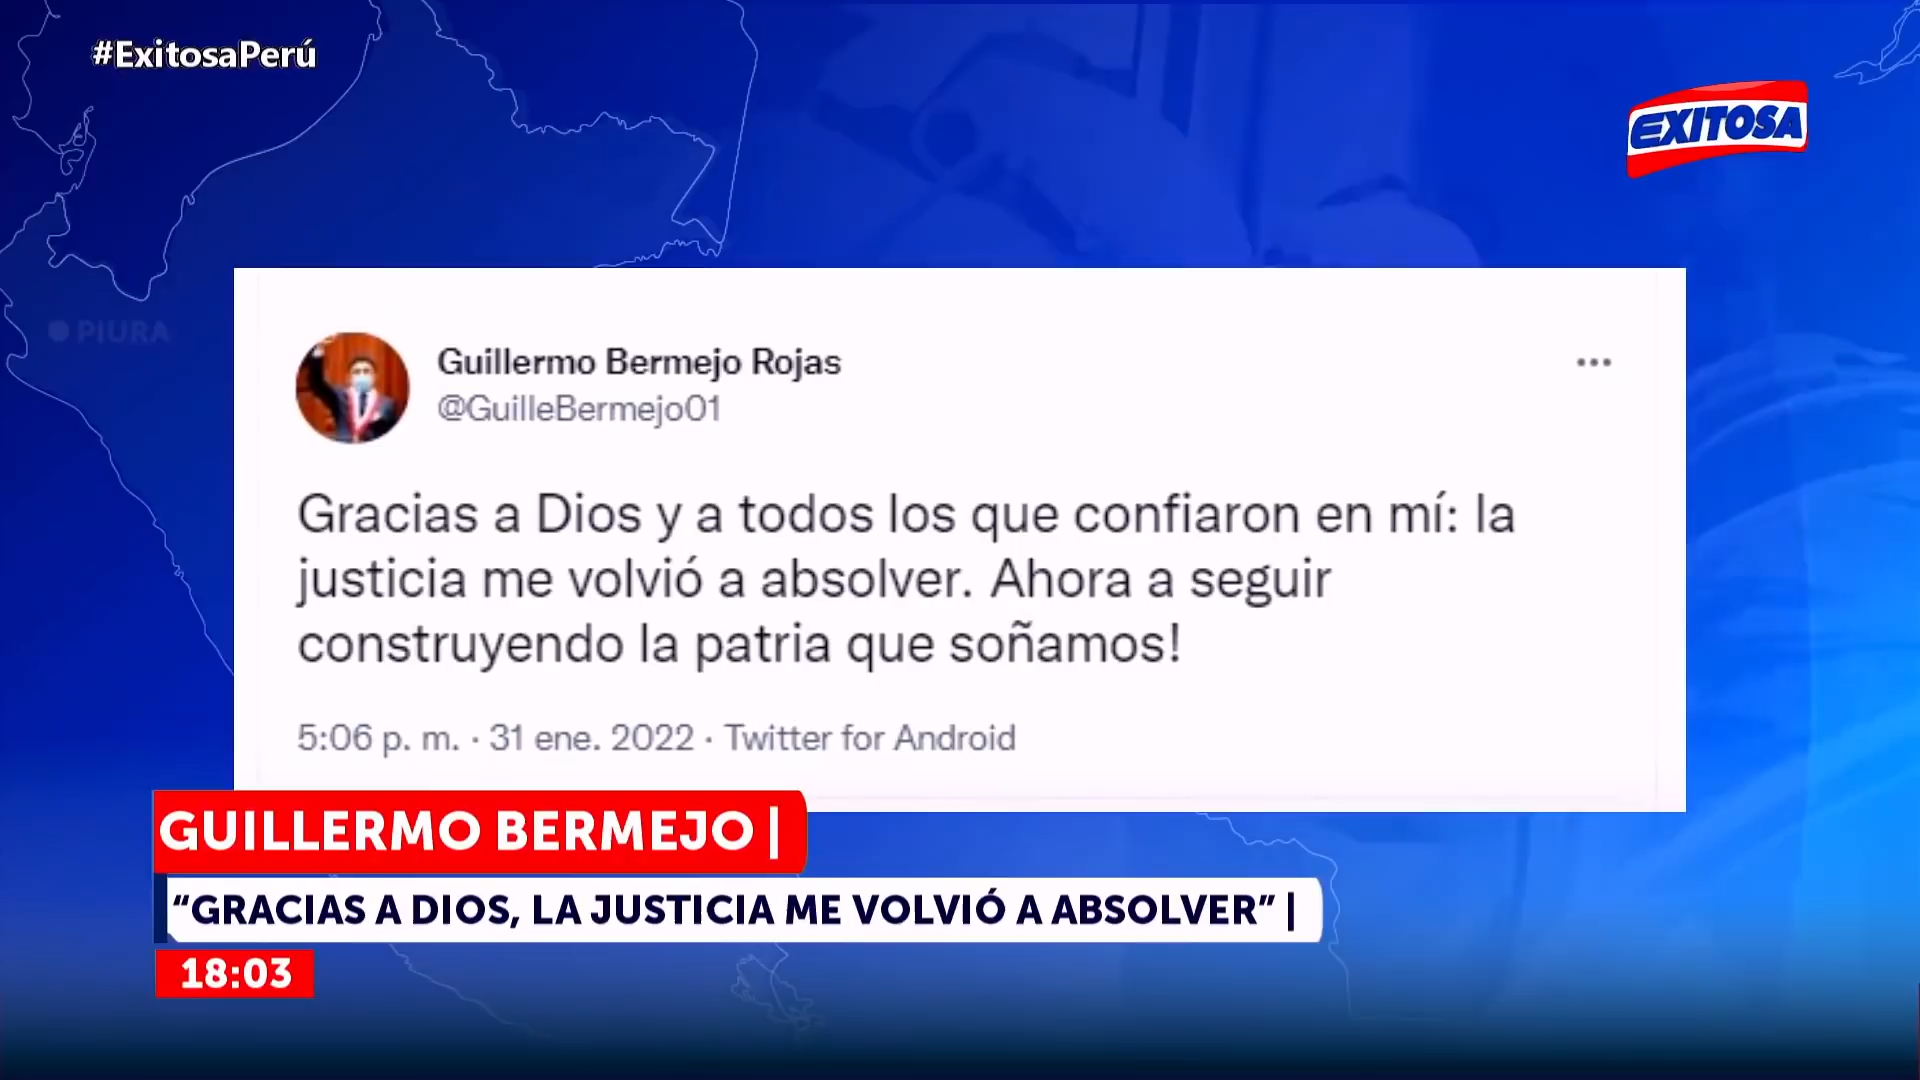 #ExitosaPerú
EXITOSA
PIURA
Guillermo Bermejo Rojas
@GuilleBermejo01
Gracias a Dios y a todos los que confiaron en mí: la
justicia me volvió a absolver. Ahora a seguir
construyendo la patria que soñamos!
5:06 p. m. · 31 ene. 2022 · Twitter for Android
GUILLERMO BERMEJO |
“GRACIAS A DIOS, LA JUSTICIA ME VOLVIÓ A ABSOLVER” |
18:03